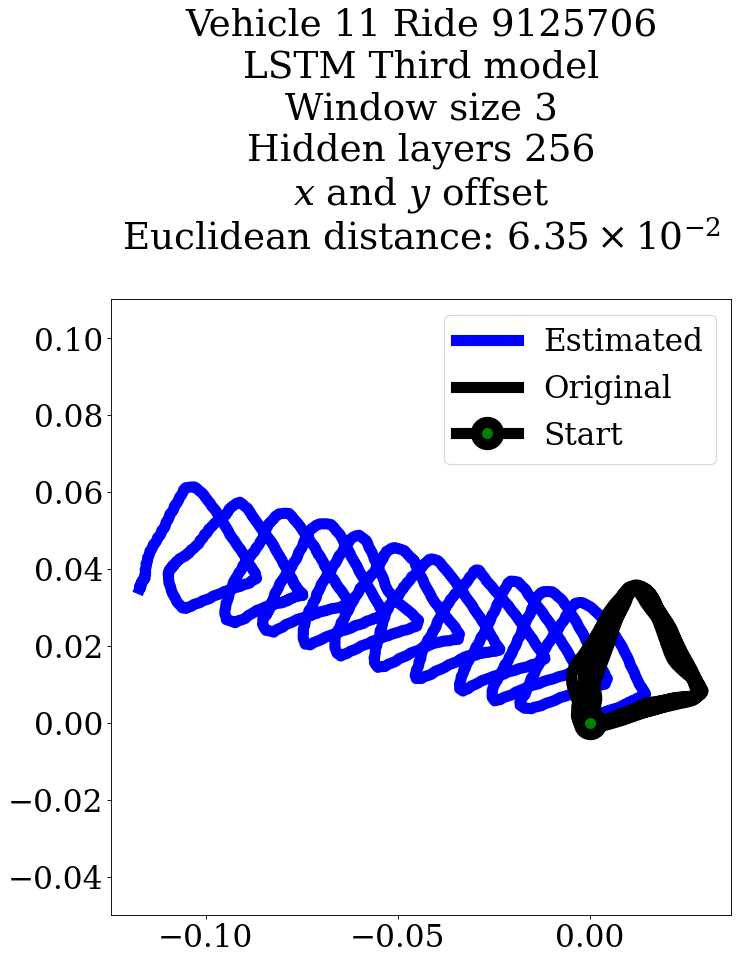 Vehicle 11 Ride 9125706
LSTM Third model
Window size 3
Hidden layers 256
x and y offset
Euclidean distance: 6.35 × 10⁻²
Estimated
Original
Start
0.10
0.08
0.06
0.04
0.02
0.00
−0.02
−0.04
−0.10 −0.05 0.00